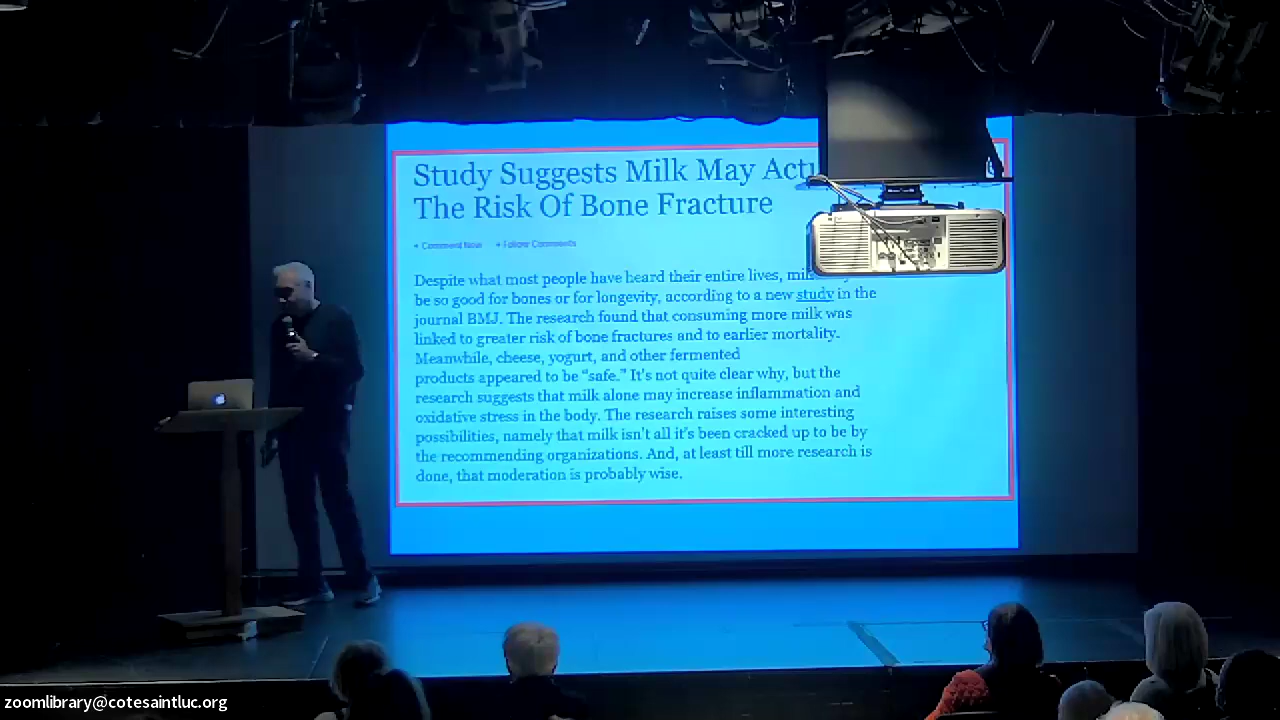 Study Suggests Milk May Actu
The Risk Of Bone Fracture
+ Comment Now + Follow Comments
Despite what most people have heard their entire lives,
be so good for bones or for longevity, according to a new study in the
journal BMJ. The research found that consuming more milk was
linked to greater risk of bone fractures and to earlier mortality.
Meanwhile, cheese, yogurt, and other fermented
products appeared to be “safe.” It’s not quite clear why, but the
research suggests that milk alone may increase inflammation and
oxidative stress in the body. The research raises some interesting
possibilities, namely that milk isn’t all it’s been cracked up to be by
the recommending organizations. And, at least till more research is
done, that moderation is probably wise.
zoomlibrary@cotesaintluc.org